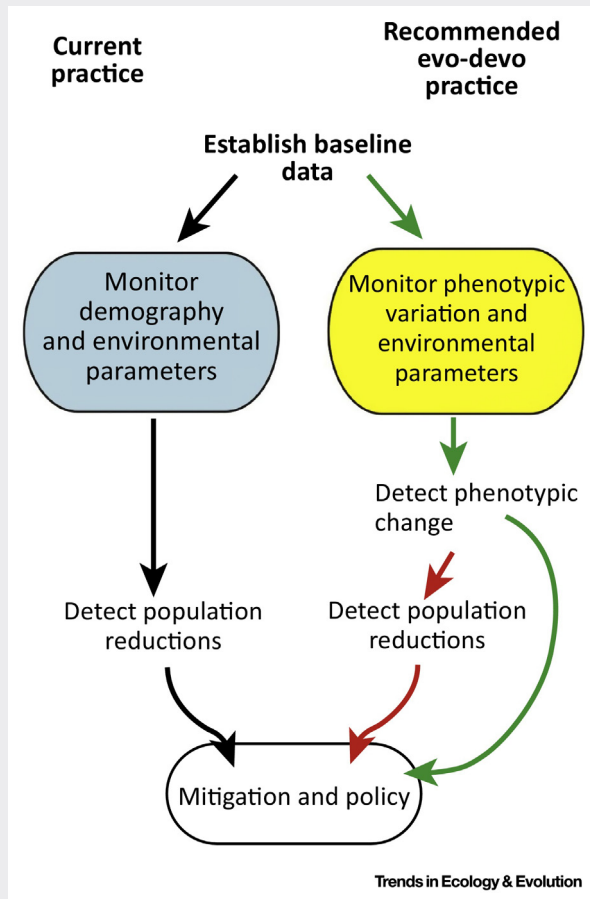 Current
practice
Recommended
evo-devo
practice
Establish baseline
data
Monitor
demography
and environmental
parameters
Monitor phenotypic
variation and
environmental
parameters
Detect phenotypic
change
Detect population
reductions
Detect population
reductions
Mitigation and policy
Trends in Ecology & Evolution